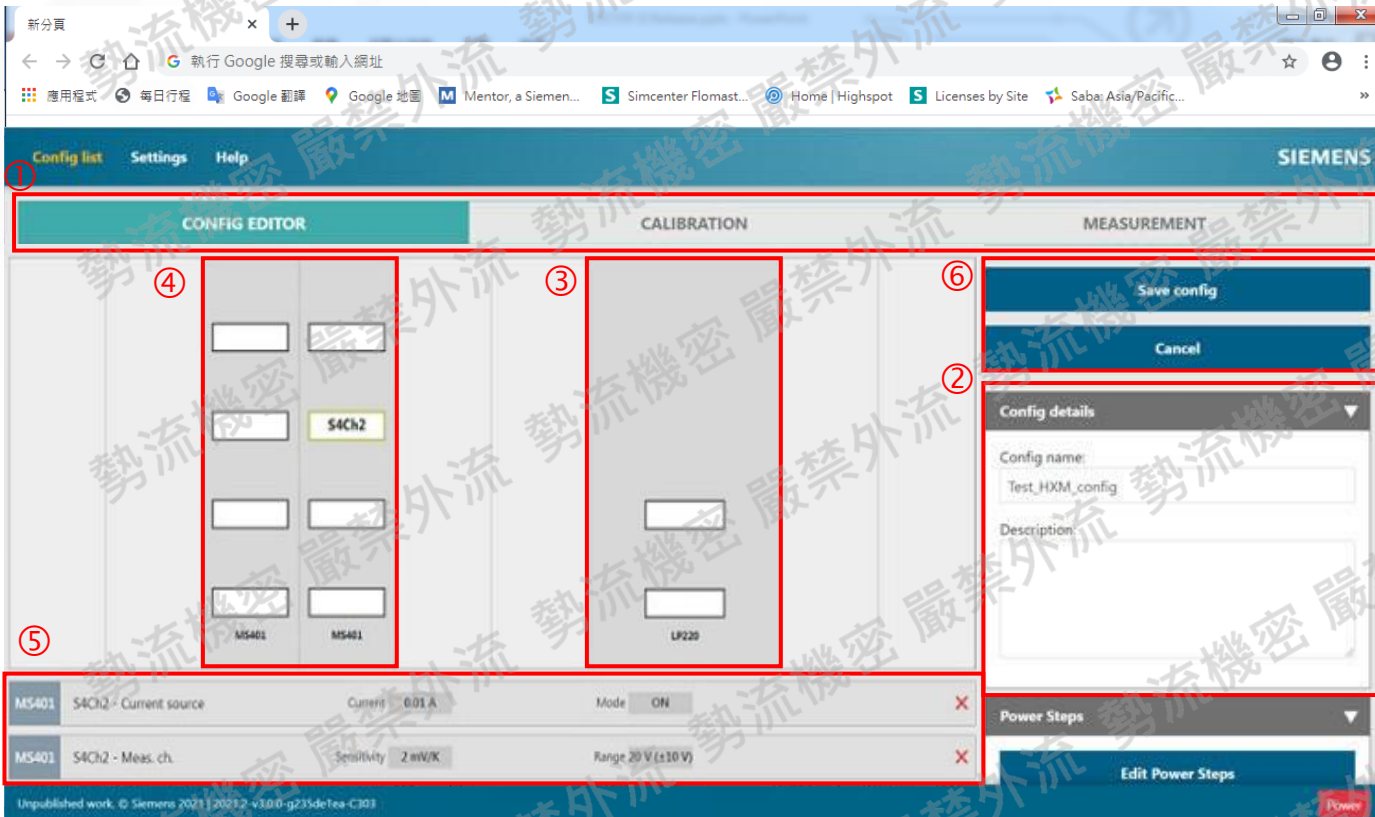 新分頁
執行 Google 搜尋或輸入網址
應用程式 每日行程 Google 翻譯 Google 地圖 Mentor, a Siemen... Simcenter Flomast... Home | Highspot Licenses by Site Saba: Asia/Pacific... »
Config list Settings Help SIEMENS
①
CONFIG EDITOR CALIBRATION MEASUREMENT
④ ③ ⑥
Save config
Cancel
②
Config details
S4Ch2
Config name:
Test_HXM_config
Description:
MS401 MS401 LP220
⑤
MS401 S4Ch2 - Current source Current 0.01 A Mode ON
Power Steps
MS401 S4Ch2 - Meas. ch. Sensitivity 2 mV/K Range 20 V (±10 V)
Edit Power Steps
Unpublished work. © Siemens 2021 | 2021.2-v3.0.0-g235de1ea-C303 Power
勢流機密 嚴禁外流